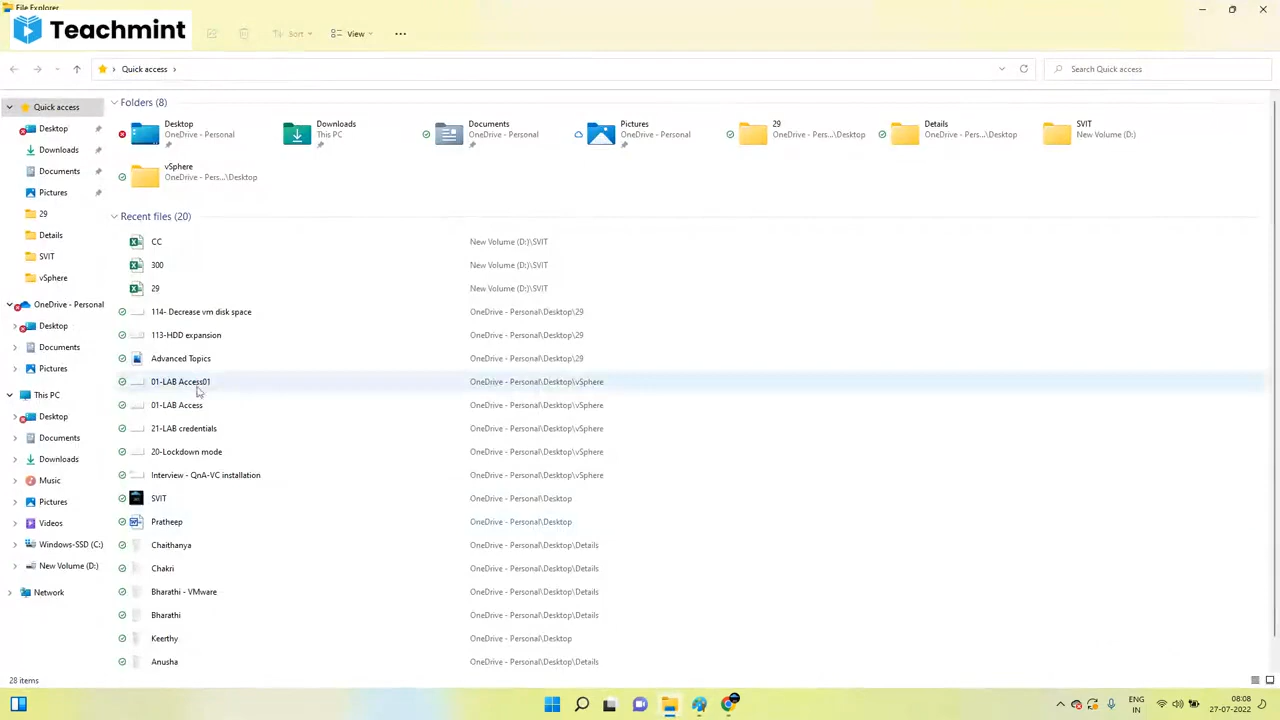 File Explorer
Teachmint
Sort
View
Quick access
Search Quick access
Quick access
Desktop
Downloads
Documents
Pictures
29
Details
SVIT
vSphere
OneDrive - Personal
Desktop
Documents
Pictures
This PC
Desktop
Documents
Downloads
Music
Pictures
Videos
Windows-SSD (C:)
New Volume (D:)
Network
Folders (8)
Desktop
OneDrive - Personal
Downloads
This PC
Documents
OneDrive - Personal
Pictures
OneDrive - Personal
29
OneDrive - Pers...\Desktop
Details
OneDrive - Pers...\Desktop
SVIT
New Volume (D:)
vSphere
OneDrive - Pers...\Desktop
Recent files (20)
CC New Volume (D:)\SVIT
300 New Volume (D:)\SVIT
29 New Volume (D:)\SVIT
114- Decrease vm disk space OneDrive - Personal\Desktop\29
113-HDD expansion OneDrive - Personal\Desktop\29
Advanced Topics OneDrive - Personal\Desktop\29
01-LAB Access01 OneDrive - Personal\Desktop\vSphere
01-LAB Access OneDrive - Personal\Desktop\vSphere
21-LAB credentials OneDrive - Personal\Desktop\vSphere
20-Lockdown mode OneDrive - Personal\Desktop\vSphere
Interview - QnA-VC installation OneDrive - Personal\Desktop\vSphere
SVIT OneDrive - Personal\Desktop
Pratheep OneDrive - Personal\Desktop
Chaithanya OneDrive - Personal\Desktop\Details
Chakri OneDrive - Personal\Desktop\Details
Bharathi - VMware OneDrive - Personal\Desktop\Details
Bharathi OneDrive - Personal\Desktop\Details
Keerthy OneDrive - Personal\Desktop
Anusha OneDrive - Personal\Desktop\Details
28 items
ENG
IN
08:08
27-07-2022